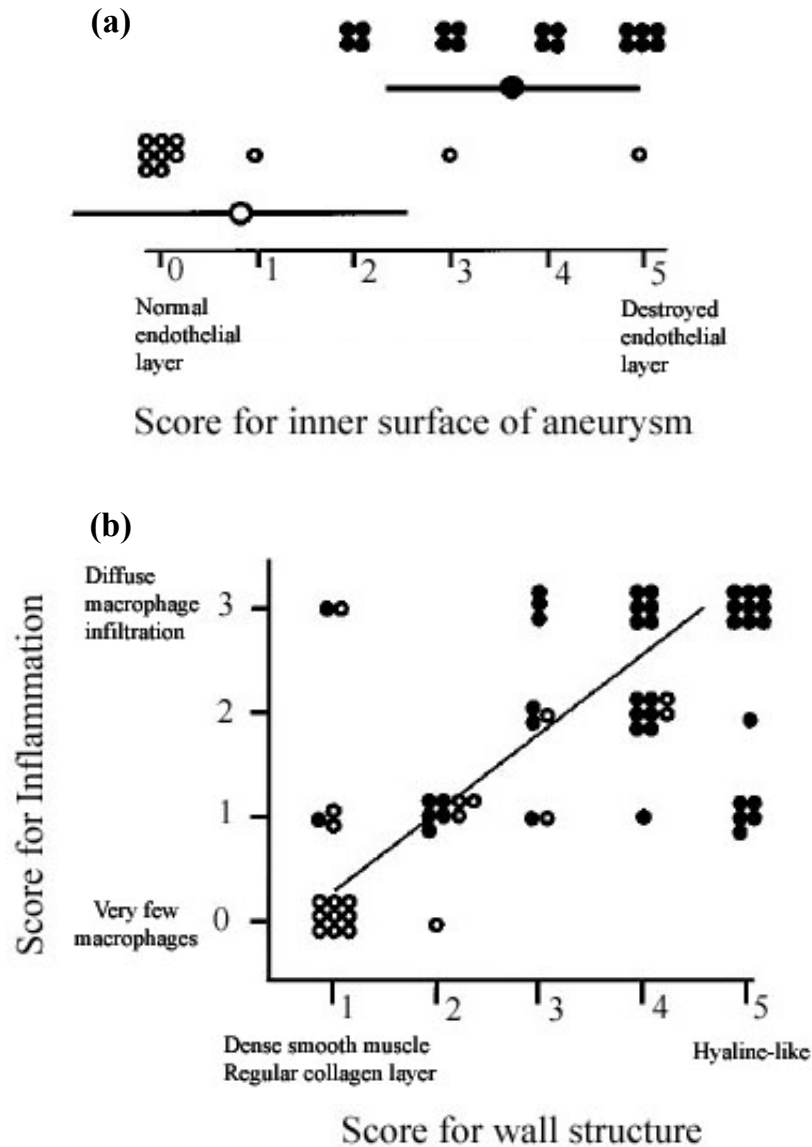 (a)
0 1 2 3 4 5
Normal
endothelial
layer
Destroyed
endothelial
layer
Score for inner surface of aneurysm
(b)
Score for Inflammation
Diffuse
macrophage
infiltration
3
2
1
Very few
macrophages
0
1 2 3 4 5
Dense smooth muscle
Regular collagen layer
Hyaline-like
Score for wall structure